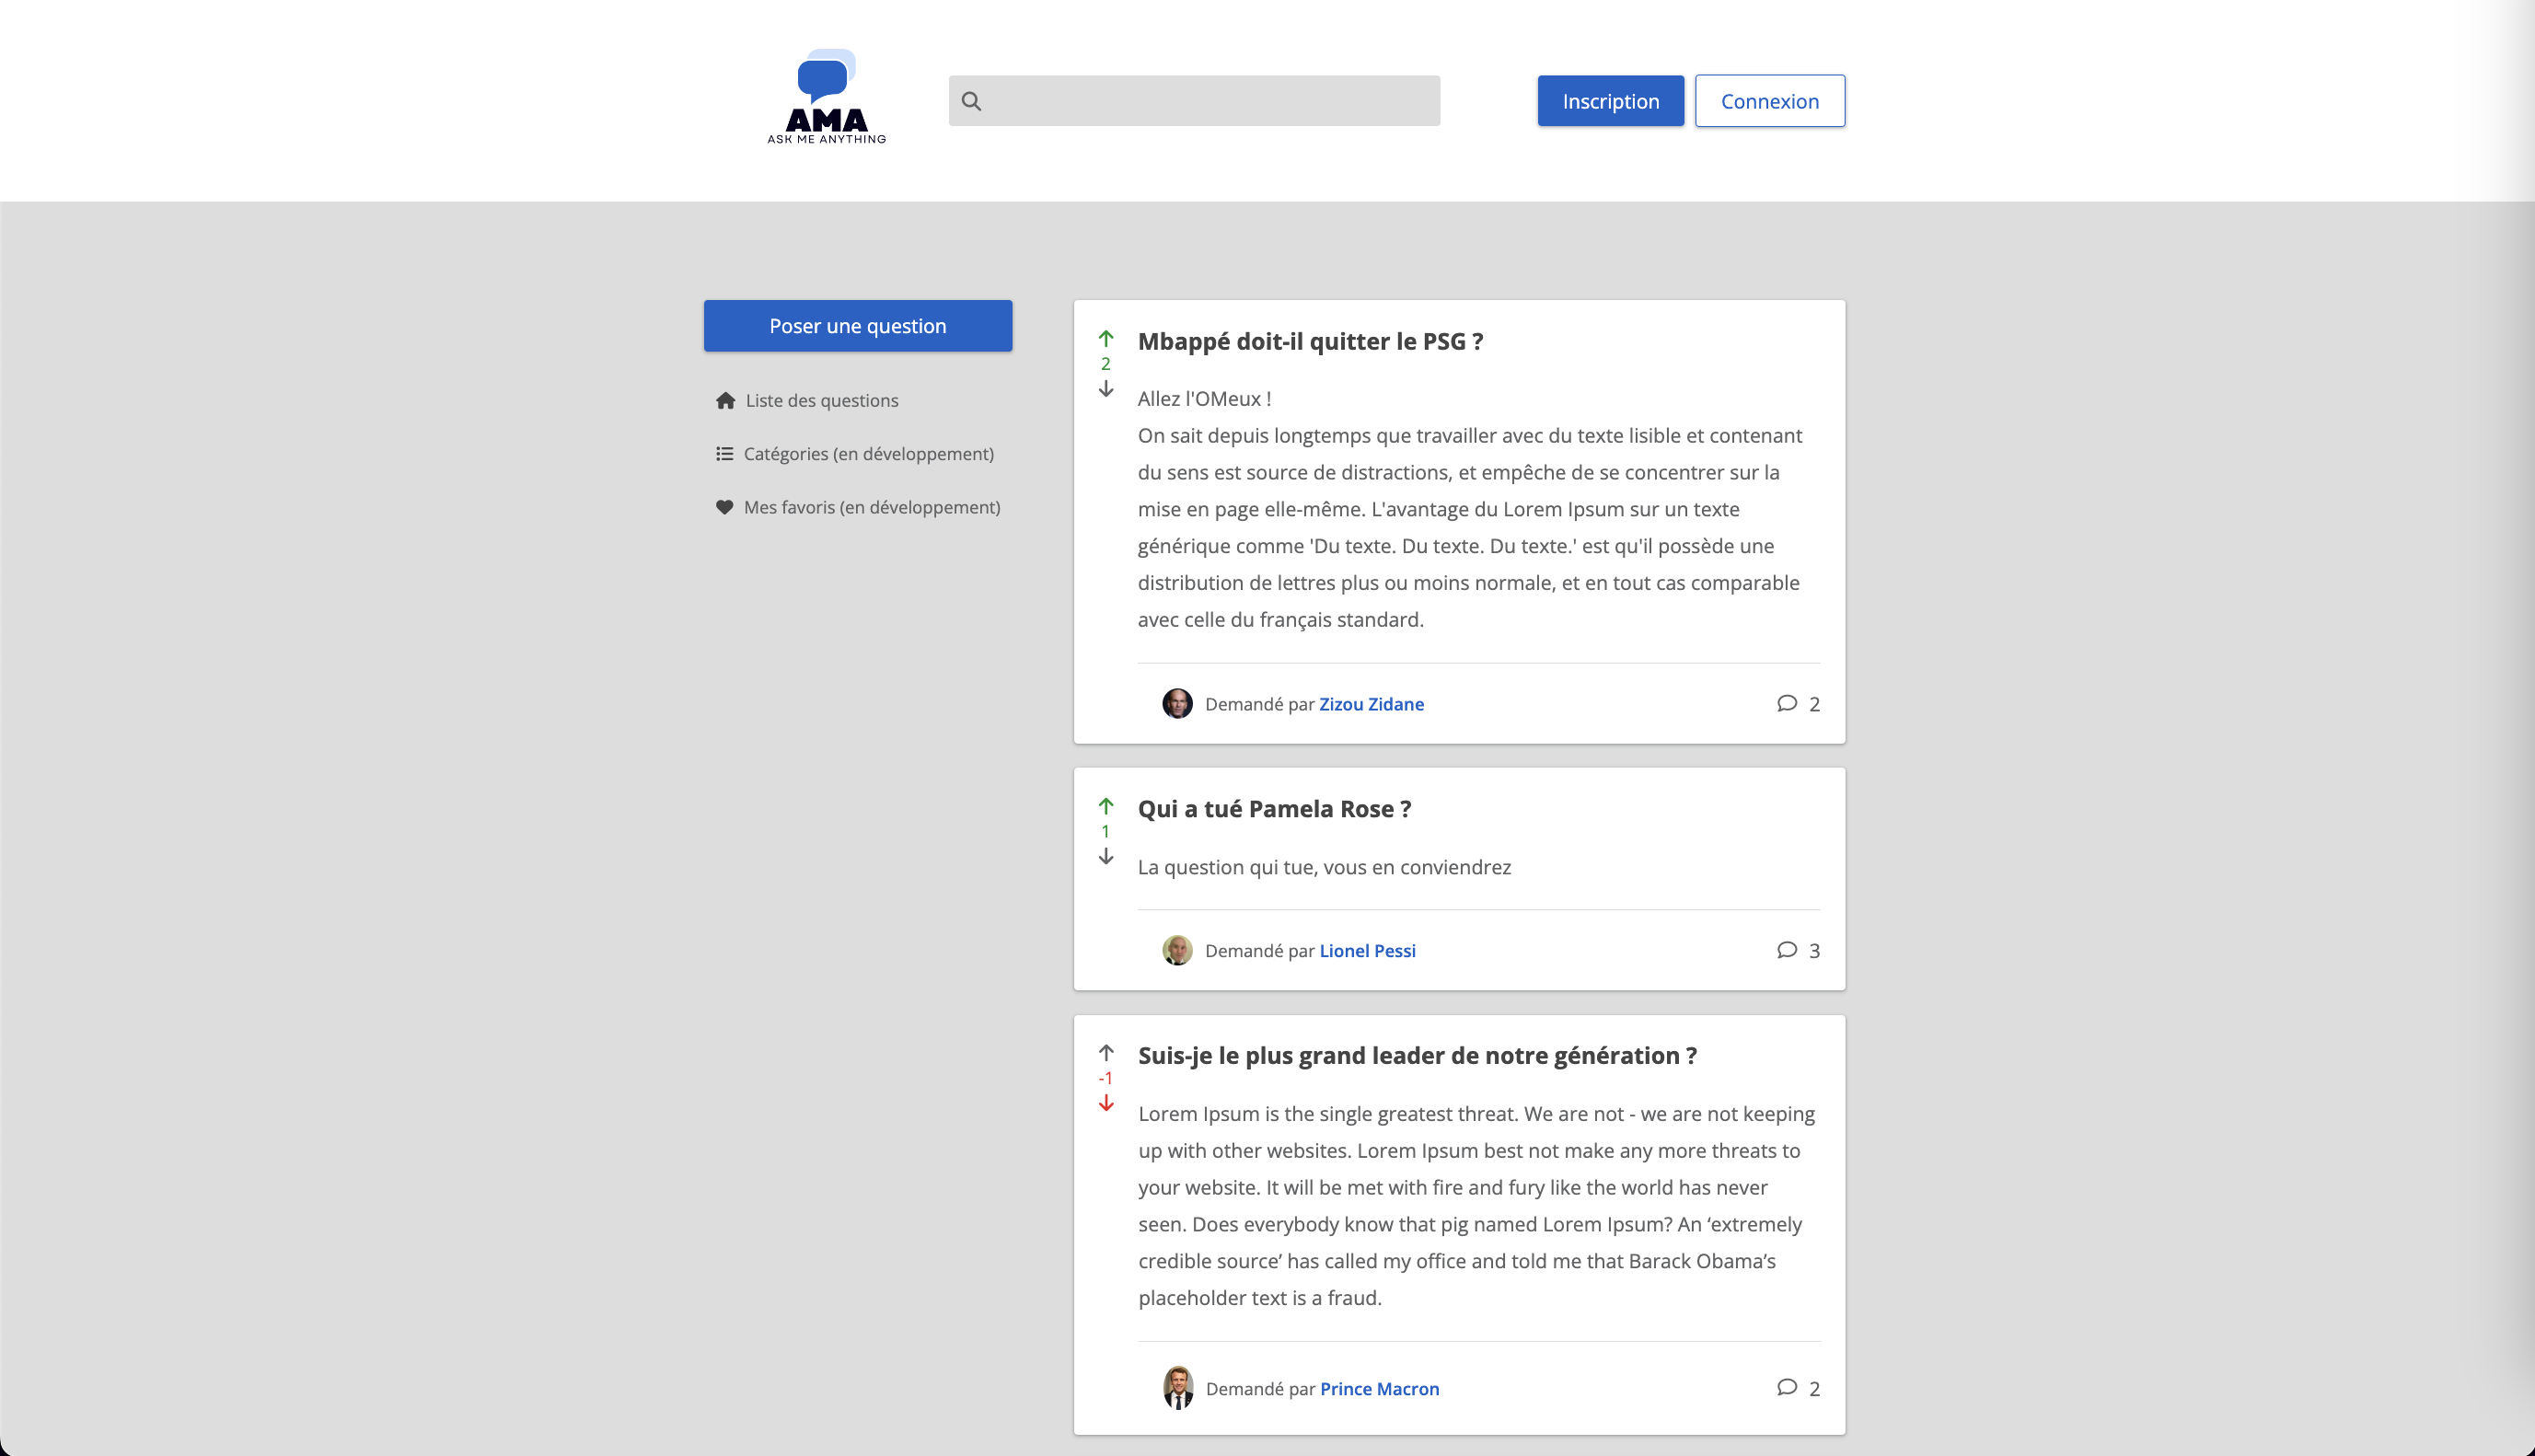 AMA
ASK ME ANYTHING
Inscription
Connexion
Poser une question
Liste des questions
Catégories (en développement)
Mes favoris (en développement)
2
Mbappé doit-il quitter le PSG ?
Allez l'OMeux !
On sait depuis longtemps que travailler avec du texte lisible et contenant
du sens est source de distractions, et empêche de se concentrer sur la
mise en page elle-même. L'avantage du Lorem Ipsum sur un texte
générique comme 'Du texte. Du texte. Du texte.' est qu'il possède une
distribution de lettres plus ou moins normale, et en tout cas comparable
avec celle du français standard.
Demandé par Zizou Zidane
2
1
Qui a tué Pamela Rose ?
La question qui tue, vous en conviendrez
Demandé par Lionel Pessi
3
-1
Suis-je le plus grand leader de notre génération ?
Lorem Ipsum is the single greatest threat. We are not - we are not keeping
up with other websites. Lorem Ipsum best not make any more threats to
your website. It will be met with fire and fury like the world has never
seen. Does everybody know that pig named Lorem Ipsum? An ‘extremely
credible source’ has called my office and told me that Barack Obama’s
placeholder text is a fraud.
Demandé par Prince Macron
2